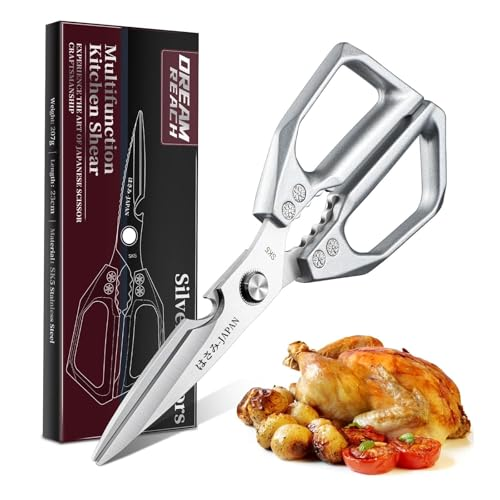 DREAM
REACH
Multifunction
Kitchen Shear
EXPERIENCE THE ART OF JAPANESE SCISSOR
CRAFTSMANSHIP
Weight: 207g
Length: 23cm
Material: SK5 Stainless Steel
はさみ-JAPAN
SK5
SK5
はさみ-JAPAN